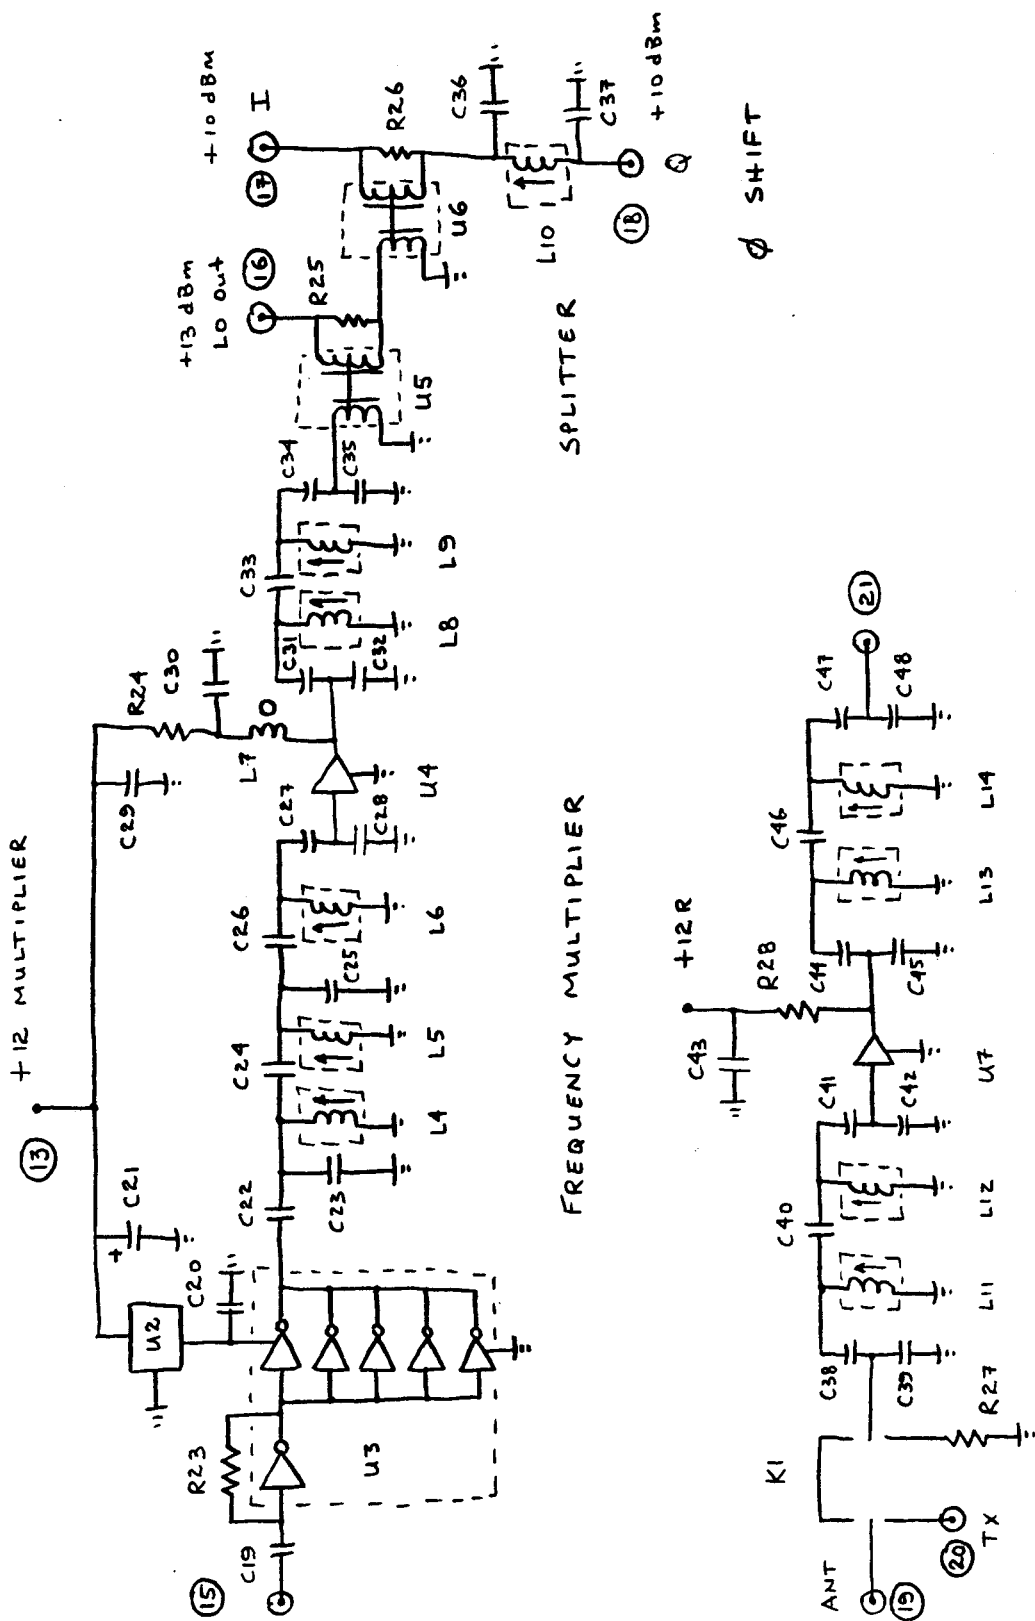 +12 MULTIPLIER
13
C21
+
C29
R24
C30
U2
C20
L7
15
C19
R23
U3
C22
C23
L4
C24
L5
C25
C26
L6
C27
C28
U4
C31
C32
L8
C33
L9
C34
C35
U5
+13 dBm
LO Out
16
R25
U6
+10 dBm
I
17
R26
C36
L10
C37
18
+10 dBm
Q
FREQUENCY MULTIPLIER
SPLITTER
Ø SHIFT
ANT
19
20
TX
K1
R27
C38
C39
L11
C40
L12
C41
C42
U7
C43
+12R
R28
C44
C45
L13
C46
L14
C47
C48
21